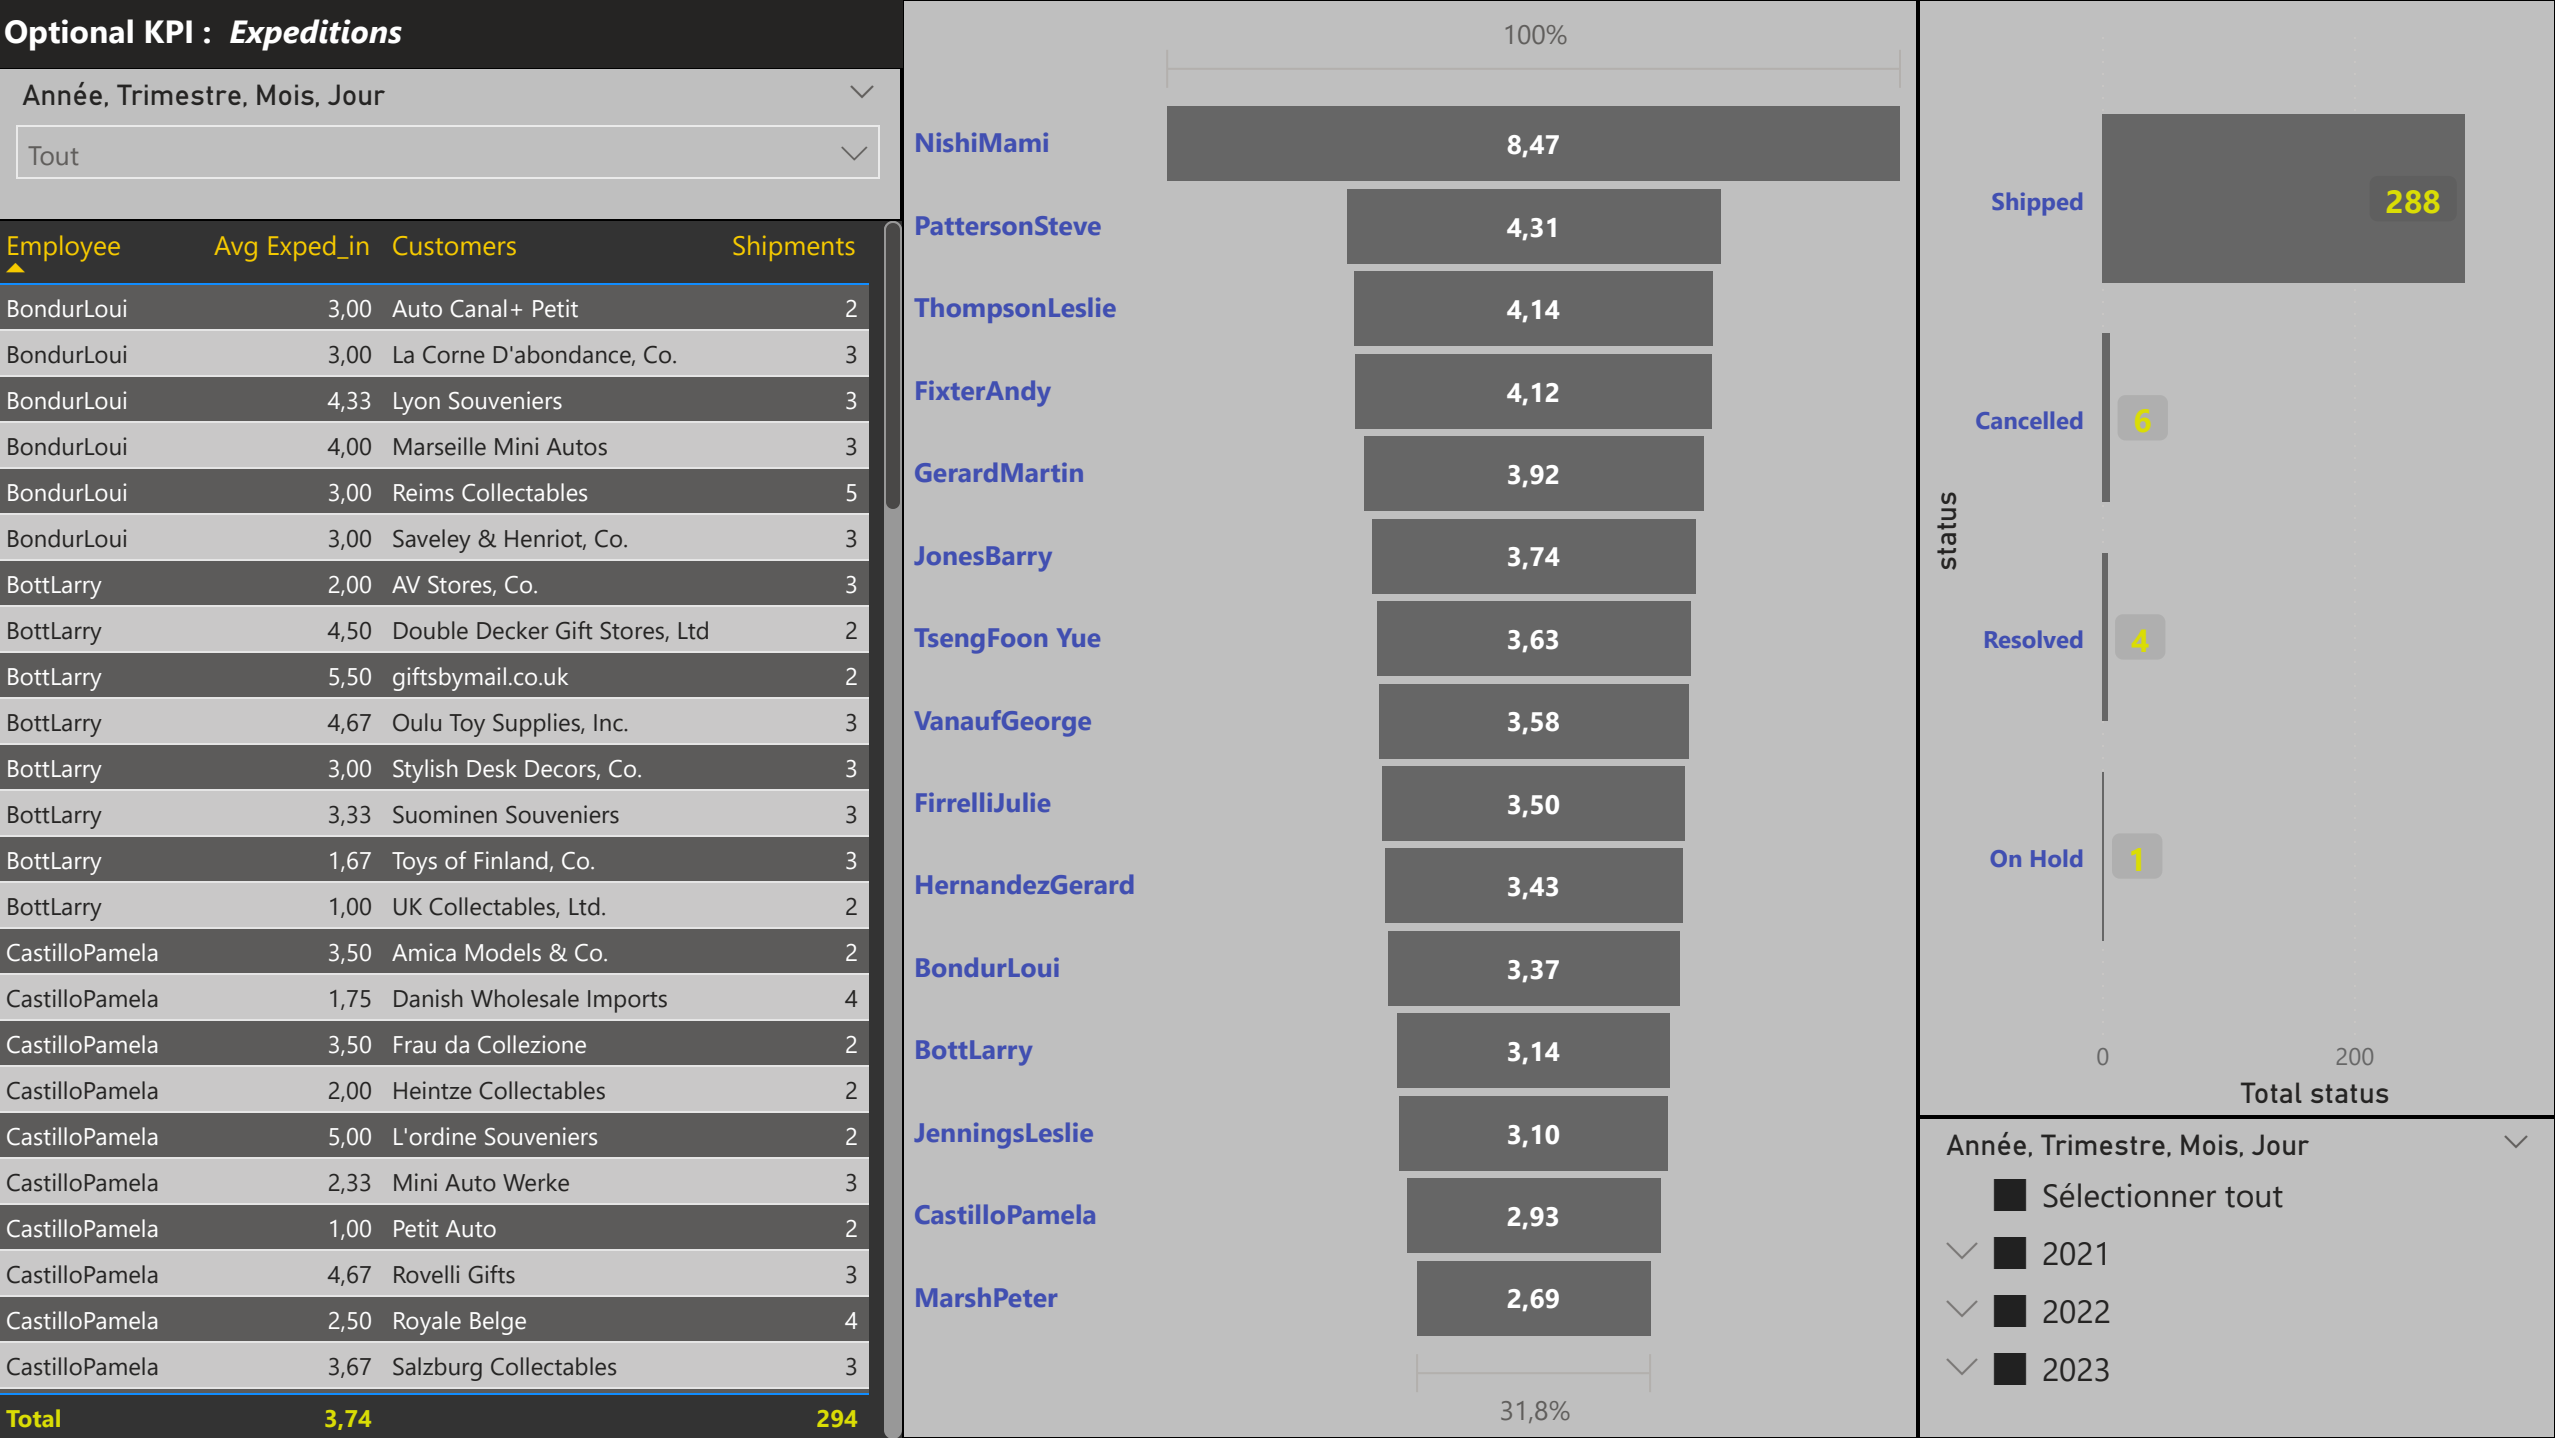 Optional KPI : Expeditions
Année, Trimestre, Mois, Jour
Tout
Employee Avg Exped_in Customers Shipments
BondurLoui 3,00 Auto Canal+ Petit 2
BondurLoui 3,00 La Corne D'abondance, Co. 3
BondurLoui 4,33 Lyon Souveniers 3
BondurLoui 4,00 Marseille Mini Autos 3
BondurLoui 3,00 Reims Collectables 5
BondurLoui 3,00 Saveley & Henriot, Co. 3
BottLarry 2,00 AV Stores, Co. 3
BottLarry 4,50 Double Decker Gift Stores, Ltd 2
BottLarry 5,50 giftsbymail.co.uk 2
BottLarry 4,67 Oulu Toy Supplies, Inc. 3
BottLarry 3,00 Stylish Desk Decors, Co. 3
BottLarry 3,33 Suominen Souveniers 3
BottLarry 1,67 Toys of Finland, Co. 3
BottLarry 1,00 UK Collectables, Ltd. 2
CastilloPamela 3,50 Amica Models & Co. 2
CastilloPamela 1,75 Danish Wholesale Imports 4
CastilloPamela 3,50 Frau da Collezione 2
CastilloPamela 2,00 Heintze Collectables 2
CastilloPamela 5,00 L'ordine Souveniers 2
CastilloPamela 2,33 Mini Auto Werke 3
CastilloPamela 1,00 Petit Auto 2
CastilloPamela 4,67 Rovelli Gifts 3
CastilloPamela 2,50 Royale Belge 4
CastilloPamela 3,67 Salzburg Collectables 3
Total 3,74 294
100%
NishiMami 8,47
PattersonSteve 4,31
ThompsonLeslie 4,14
FixterAndy 4,12
GerardMartin 3,92
JonesBarry 3,74
TsengFoon Yue 3,63
VanaufGeorge 3,58
FirrelliJulie 3,50
HernandezGerard 3,43
BondurLoui 3,37
BottLarry 3,14
JenningsLeslie 3,10
CastilloPamela 2,93
MarshPeter 2,69
31,8%
status
Shipped 288
Cancelled 6
Resolved 4
On Hold 1
0 200
Total status
Année, Trimestre, Mois, Jour
Sélectionner tout
2021
2022
2023